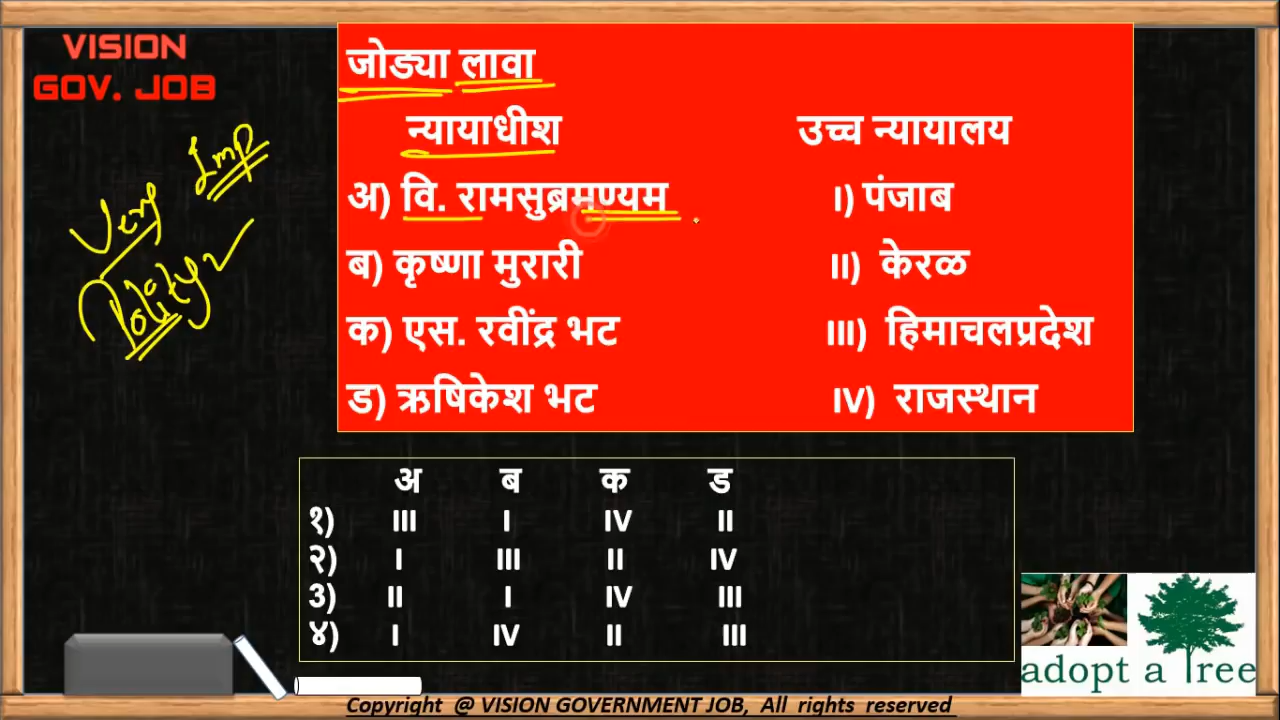 VISION
GOV. JOB
Very Imp
Polity
जोड्या लावा
न्यायाधीश उच्च न्यायालय
अ) वि. रामसुब्रमण्यम I) पंजाब
ब) कृष्णा मुरारी II) केरळ
क) एस. रवींद्र भट III) हिमाचलप्रदेश
ड) ऋषिकेश भट IV) राजस्थान
अ ब क ड
१) III I IV II
२) I III II IV
३) II I IV III
४) I IV II III
adopt a Tree
Copyright @ VISION GOVERNMENT JOB, All rights reserved